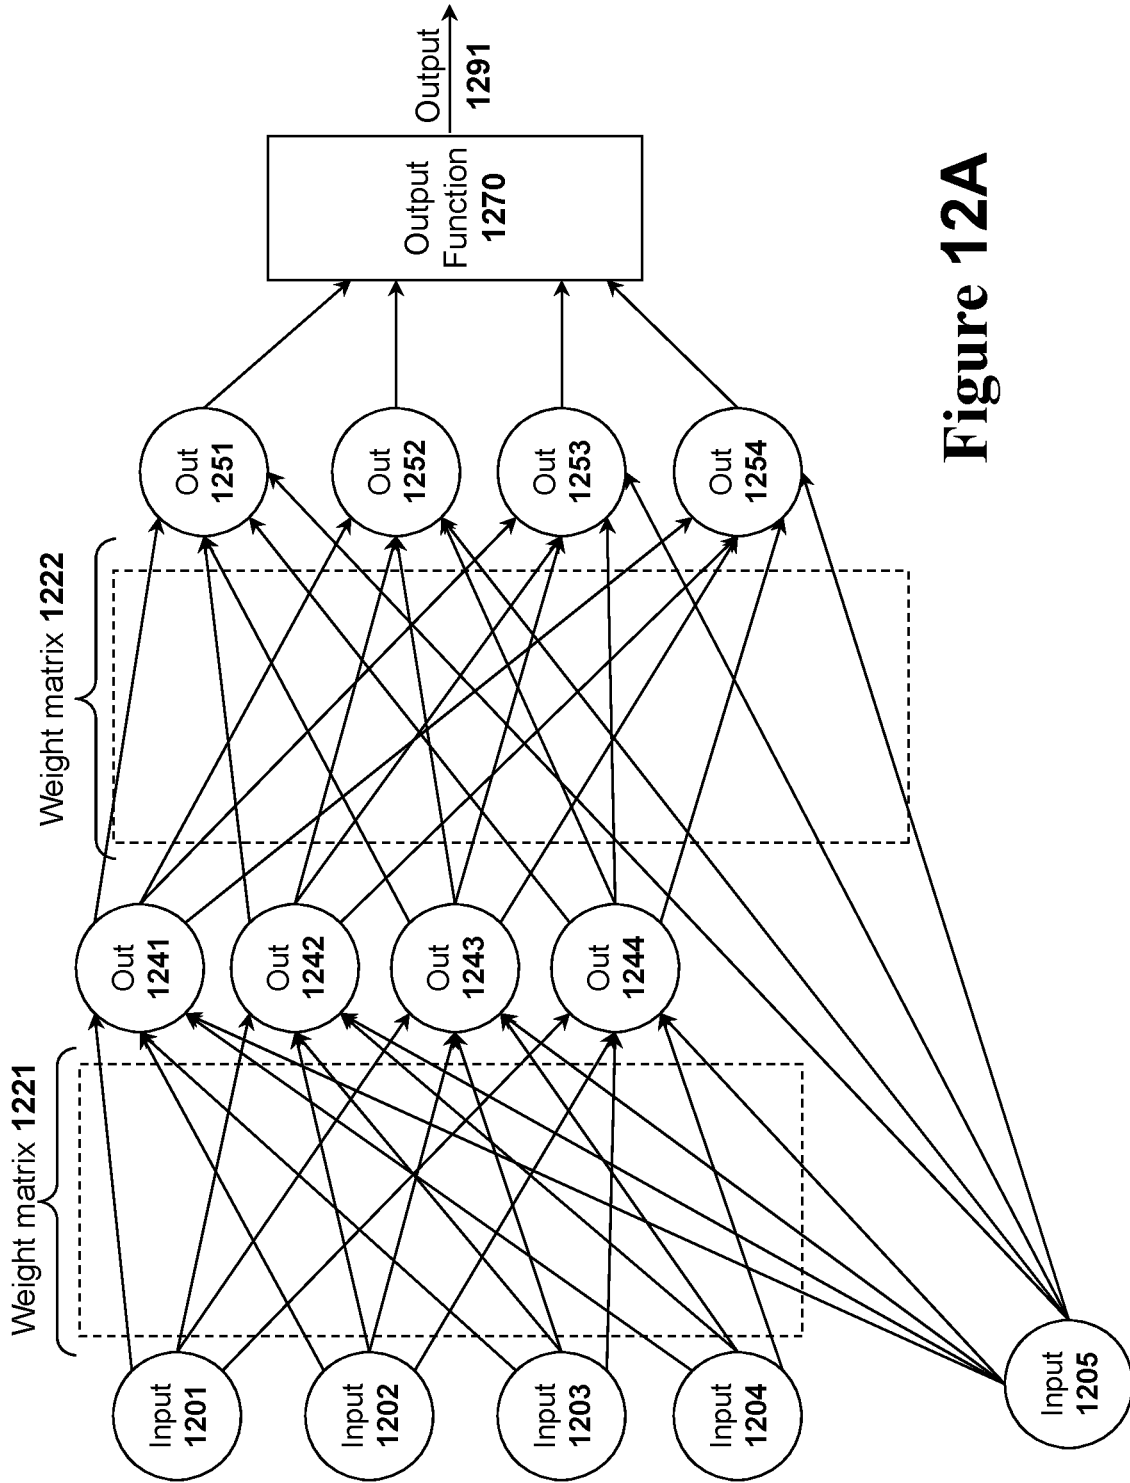 Weight matrix 1221
Weight matrix 1222
Input
1201
Input
1202
Input
1203
Input
1204
Input
1205
Out
1241
Out
1242
Out
1243
Out
1244
Out
1251
Out
1252
Out
1253
Out
1254
Output
Function
1270
Output
1291
Figure 12A